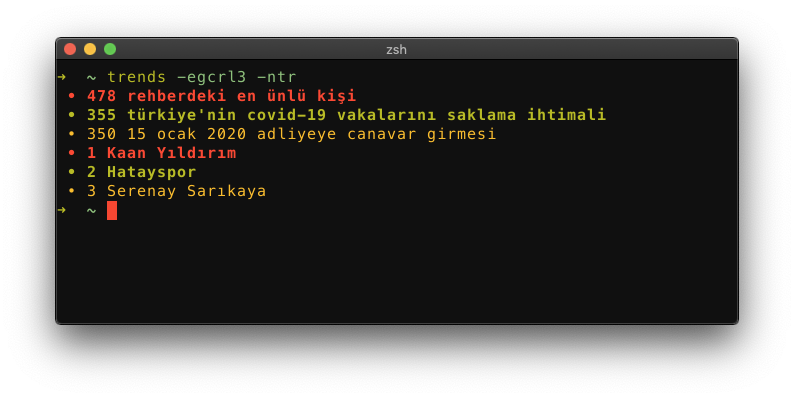 zsh
➜ ~ trends -egcrl3 -ntr
• 478 rehberdeki en ünlü kişi
• 355 türkiye'nin covid-19 vakalarını saklama ihtimali
• 350 15 ocak 2020 adliyeye canavar girmesi
• 1 Kaan Yıldırım
• 2 Hatayspor
• 3 Serenay Sarıkaya
➜ ~